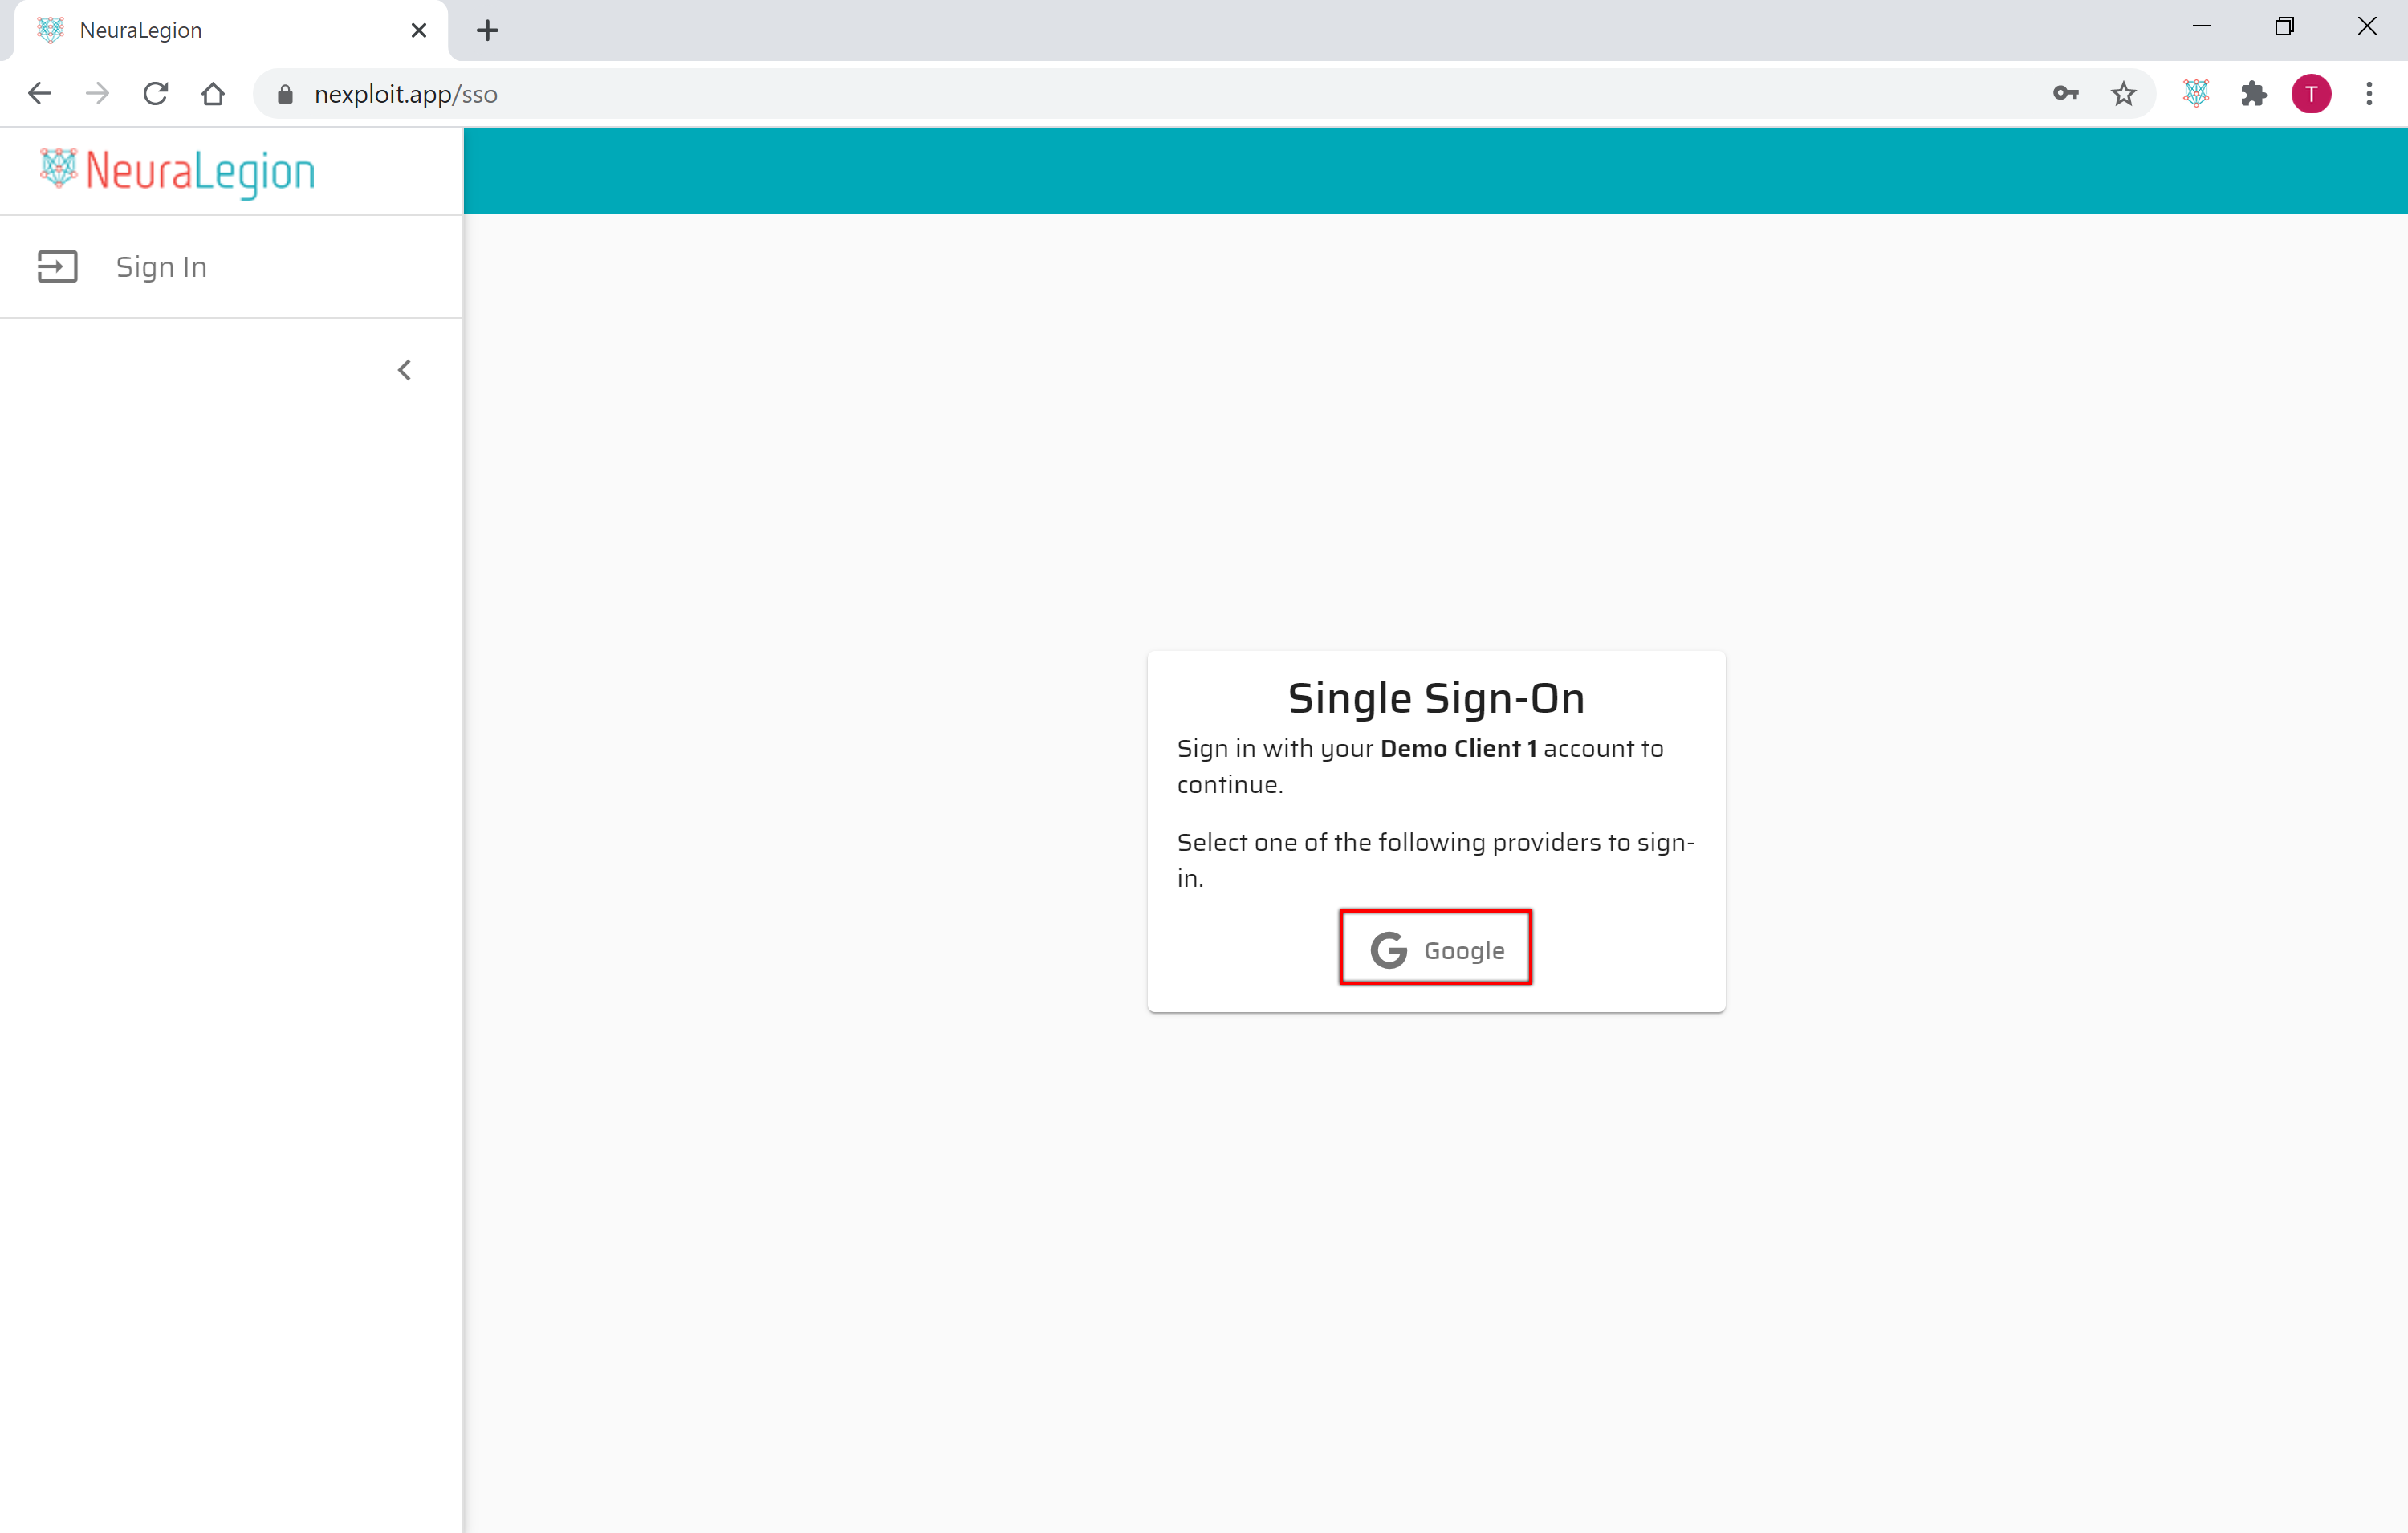 NeuraLegion
nexploit.app/sso
T
NeuraLegion
Sign In
Single Sign-On
Sign in with your Demo Client 1 account to
continue.
Select one of the following providers to sign-
in.
G Google